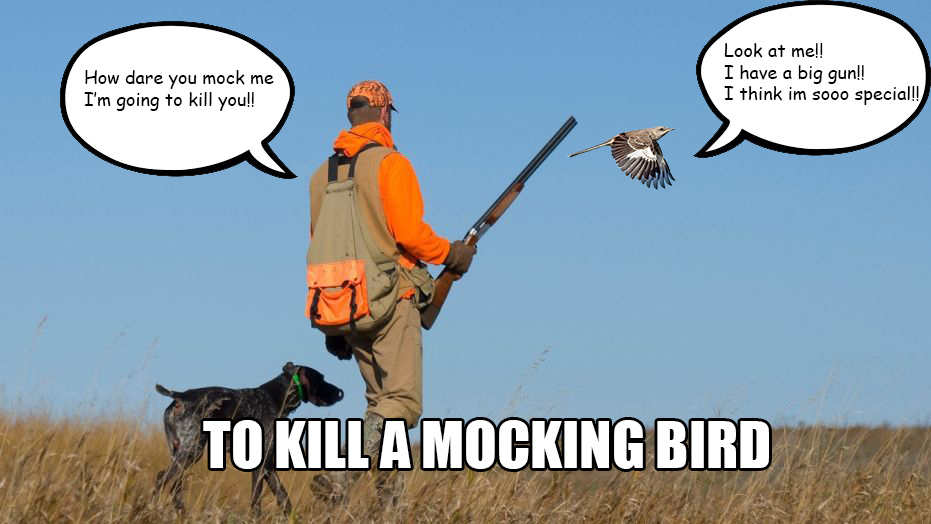 How dare you mock me
I'm going to kill you!!
Look at me!!
I have a big gun!!
I think im sooo special!!
TO KILL A MOCKING BIRD